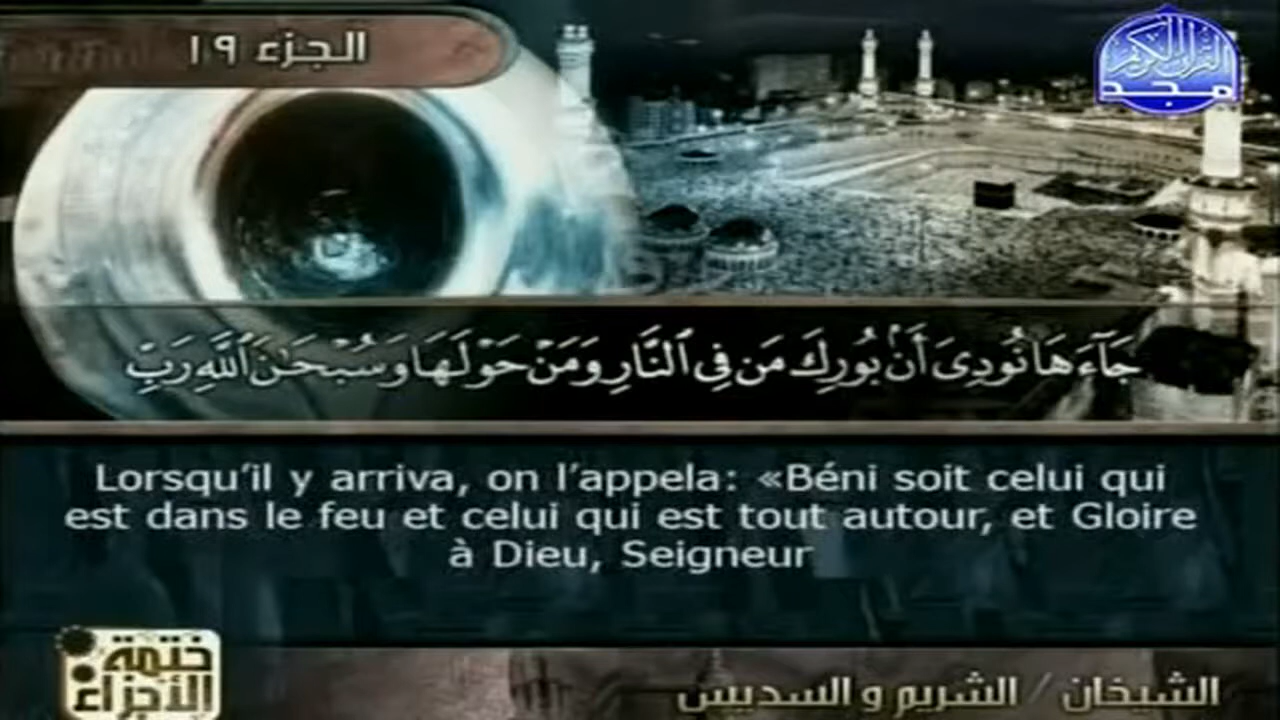 الجزء ١٩
القرآن الكريم
مجد
جَآءَهَا نُودِىَ أَنۢ بُورِكَ مَن فِى ٱلنَّارِ وَمَنْ حَوْلَهَا وَسُبْحَـٰنَ ٱللَّهِ رَبِّ
Lorsqu’il y arriva, on l’appela: «Béni soit celui qui
est dans le feu et celui qui est tout autour, et Gloire
à Dieu, Seigneur
ختمة
الأجزاء
الشيخان / الشريم و السديس